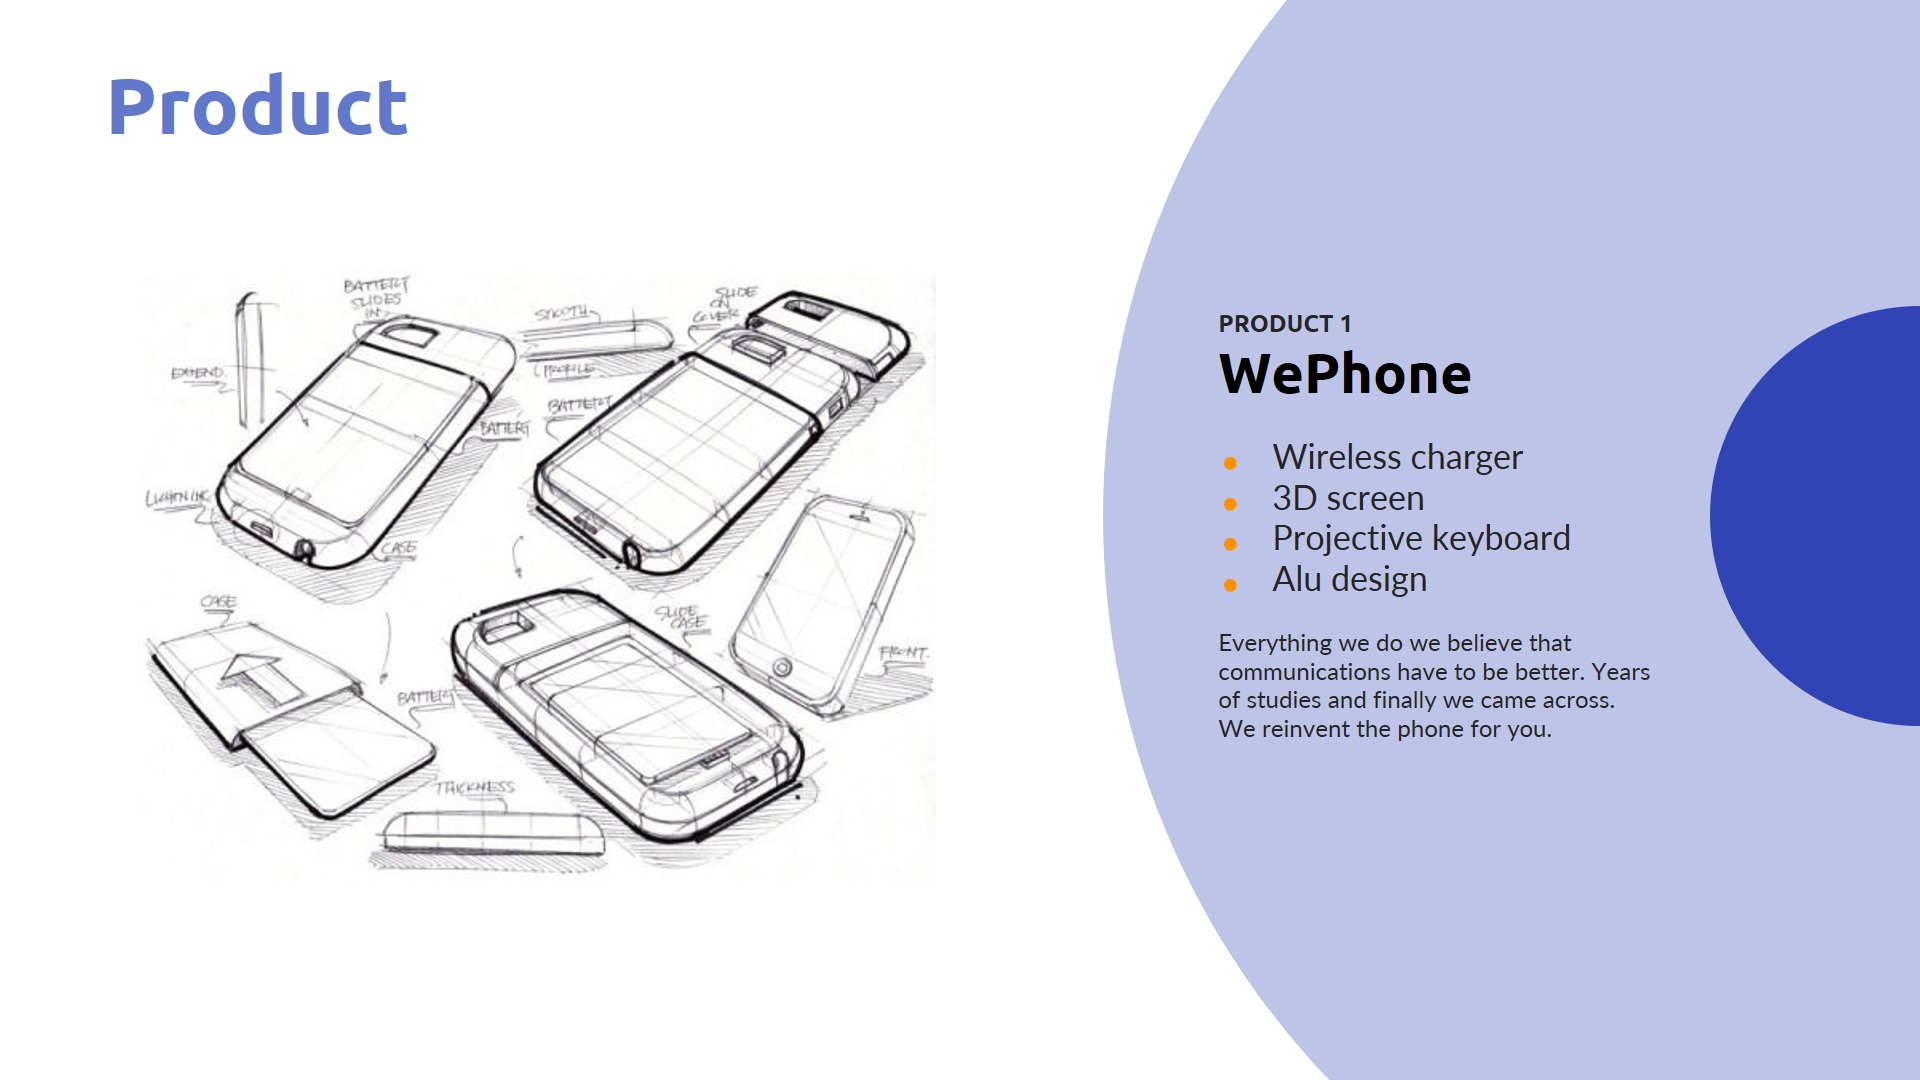 Product
BATTERY
SLIDES
IN
EXTEND
SMOOTH
PROFILE
SLIDE
ON
COVER
BATTERY
BATTERY
LIGHTNING
CASE
CASE
SLIDE
CASE
FRONT
BATTERY
THICKNESS
PRODUCT 1
WePhone
Wireless charger
3D screen
Projective keyboard
Alu design
Everything we do we believe that
communications have to be better. Years
of studies and finally we came across.
We reinvent the phone for you.